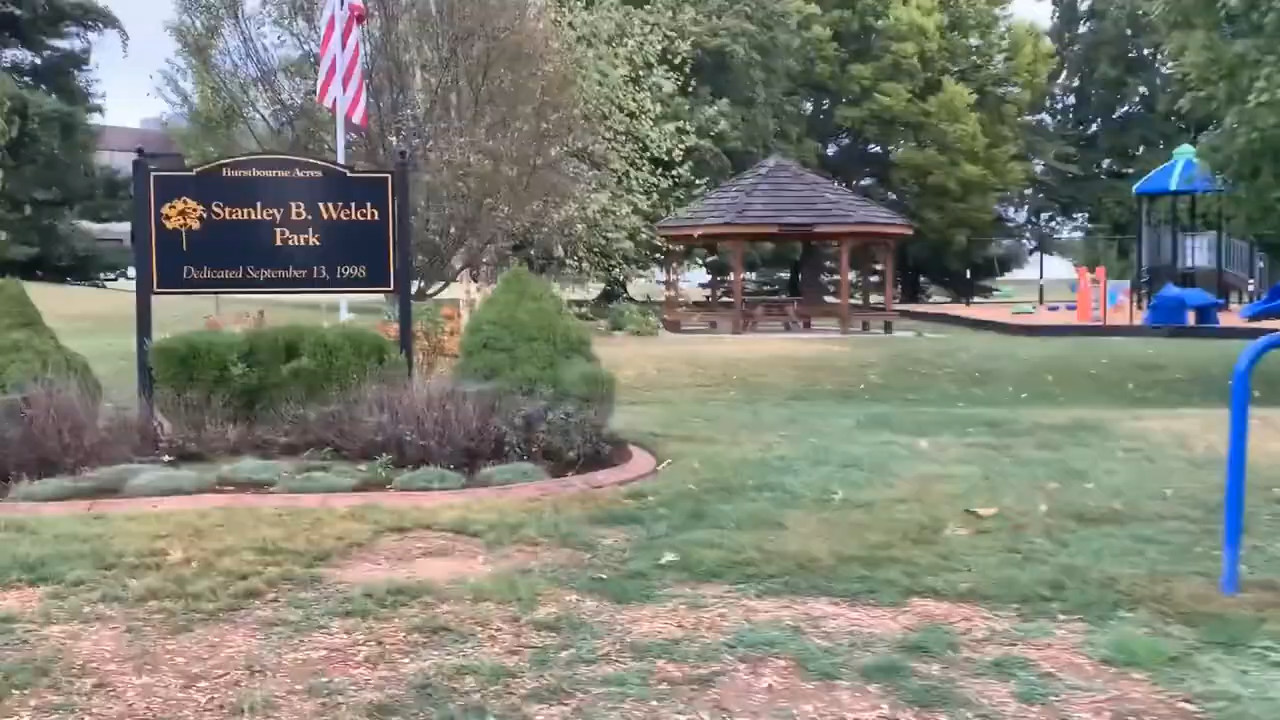 Hurstbourne Acres
Stanley B. Welch
Park
Dedicated September 13, 1998